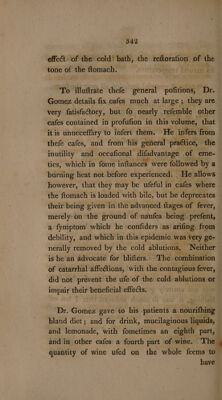 342
effect of the cold bath, the reſtoration of the
tone of the ſtomach.
To illuſtrate theſe general poſitions, Dr.
Gomez details ſix caſes much at large; they are
very ſatisfactory, but ſo nearly reſemble other
caſes contained in profuſion in this volume, that
it is unneceſſary to inſert them. He infers from
theſe caſes, and from his general practice, the
inutility and occaſional diſadvantage of eme-
tics, which in ſome inſtances were followed by a
burning heat not before experienced. He allows
however, that they may be uſeful in caſes where
the ſtomach is loaded with bile, but he deprecates
their being given in the advanced ſtages of fever,
merely on the ground of nauſea being preſent,
a ſymptom which he conſiders as ariſing from
debility, and which in this epidemic was very ge-
nerally removed by the cold ablutions. Neither
is he an advocate for bliſters. The combination
of catarrhal affections, with the contagious fever,
did not prevent the uſe of the cold ablutions or
impair their beneficial effects.
Dr. Gomez gave to his patients a nouriſhing
bland diet; and for drink, mucilaginous liquids,
and lemonade, with ſometimes an eighth part,
and in other caſes a fourth part of wine. The
quantity of wine uſed on the whole ſeems to
have